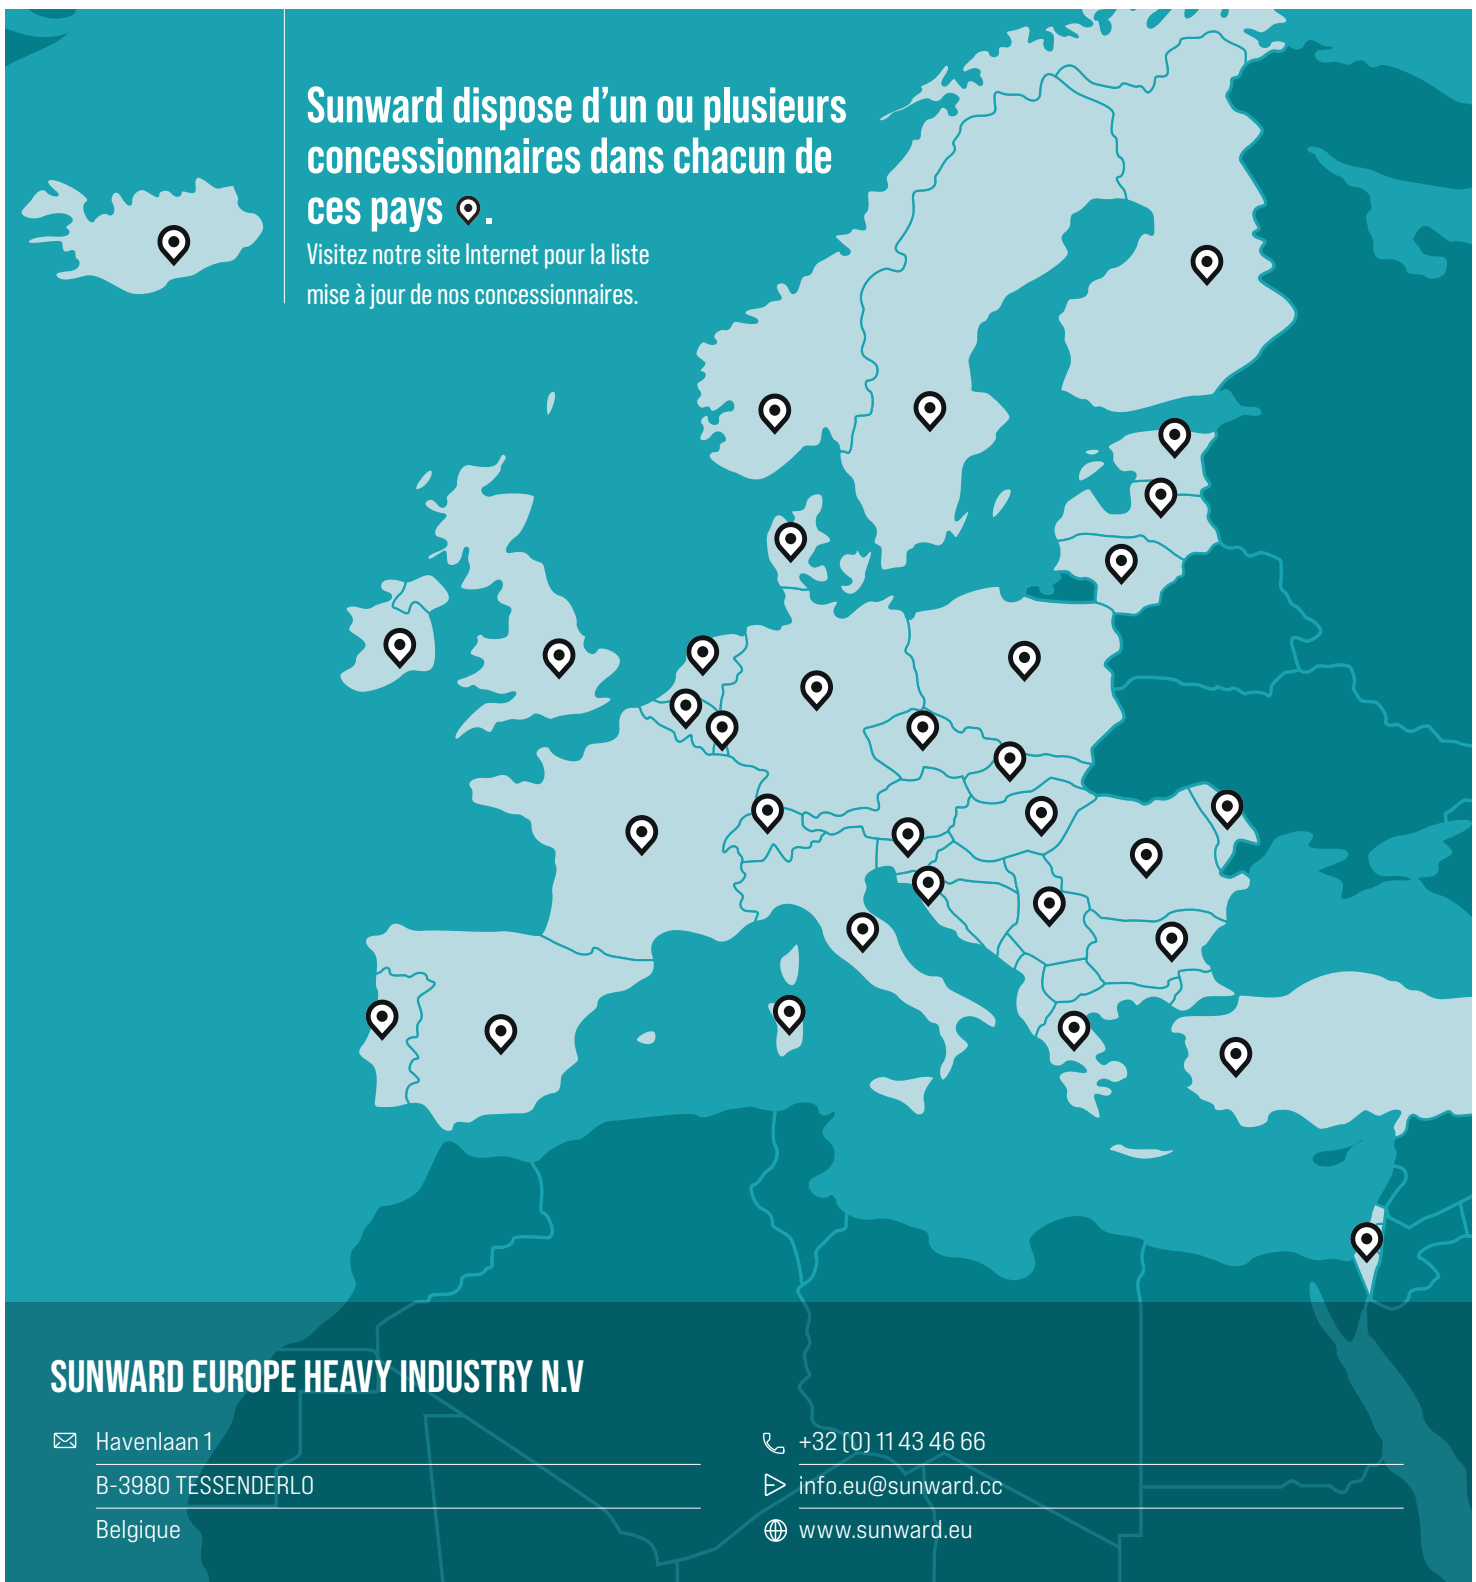 Sunward dispose d’un ou plusieurs
concessionnaires dans chacun de
ces pays .
Visitez notre site Internet pour la liste
mise à jour de nos concessionnaires.
SUNWARD EUROPE HEAVY INDUSTRY N.V
Havenlaan 1
B-3980 TESSENDERLO
Belgique
+32 (0) 11 43 46 66
info.eu@sunward.cc
www.sunward.eu